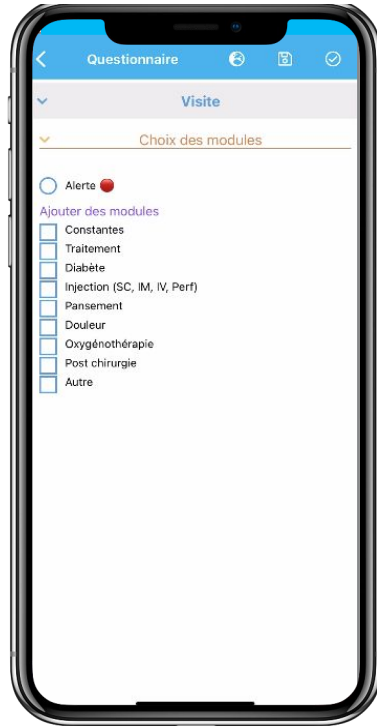 Questionnaire
Visite
Choix des modules
Alerte
Ajouter des modules
Constantes
Traitement
Diabète
Injection (SC, IM, IV, Perf)
Pansement
Douleur
Oxygénothérapie
Post chirurgie
Autre